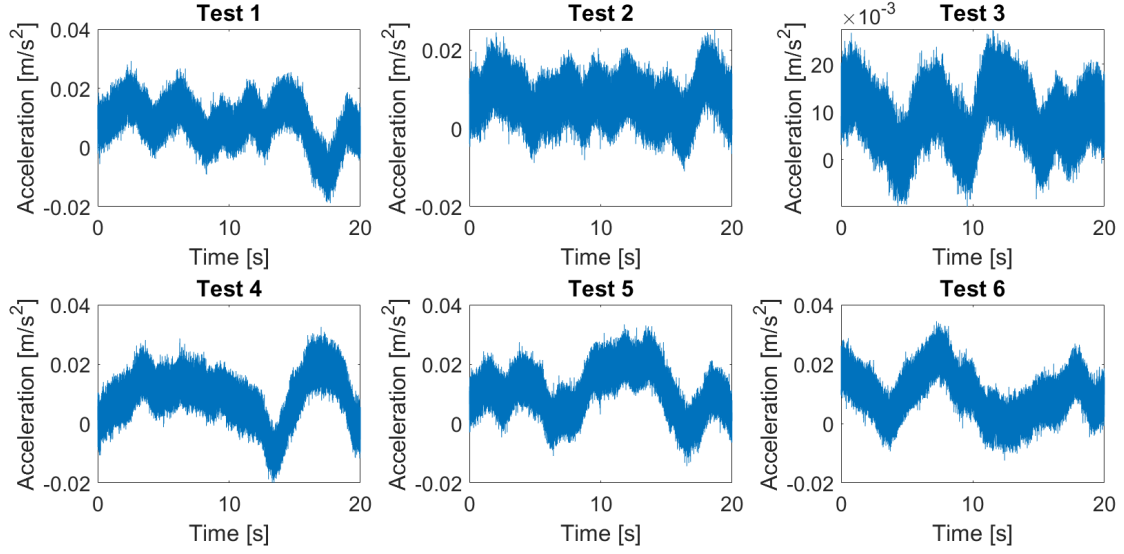 Test 1
0.04
0.02
0
-0.02
Acceleration [m/s²]
0 10 20
Time [s]
Test 2
0.02
0
-0.02
Acceleration [m/s²]
0 10 20
Time [s]
Test 3
×10⁻³
20
10
0
Acceleration [m/s²]
0 10 20
Time [s]
Test 4
0.04
0.02
0
-0.02
Acceleration [m/s²]
0 10 20
Time [s]
Test 5
0.04
0.02
0
-0.02
Acceleration [m/s²]
0 10 20
Time [s]
Test 6
0.04
0.02
0
-0.02
Acceleration [m/s²]
0 10 20
Time [s]